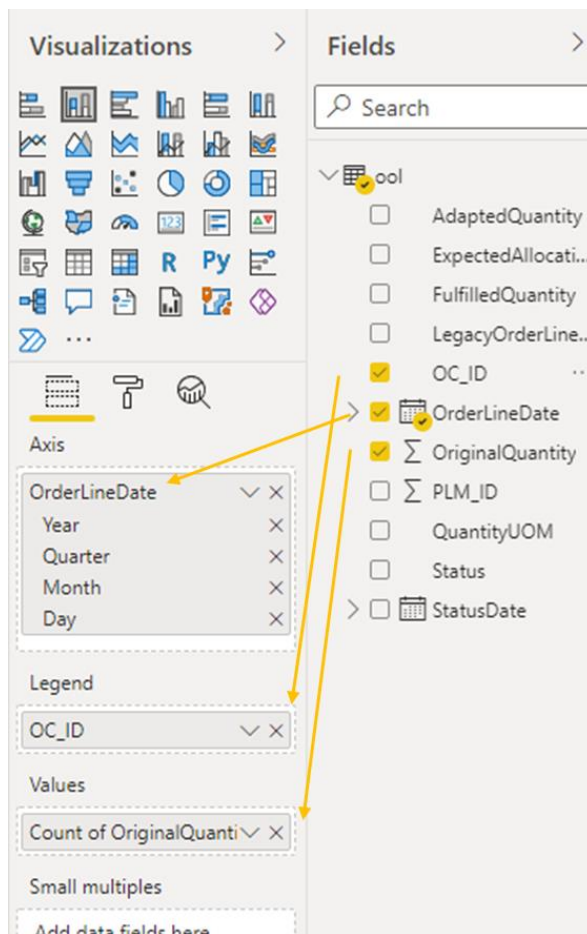 Visualizations
123
R
Py
Axis
OrderLineDate
Year
Quarter
Month
Day
Legend
OC_ID
Values
Count of OriginalQuanti
Small multiples
Add data fields here
Fields
Search
ool
AdaptedQuantity
ExpectedAllocati...
FulfilledQuantity
LegacyOrderLine...
OC_ID
OrderLineDate
OriginalQuantity
PLM_ID
QuantityUOM
Status
StatusDate